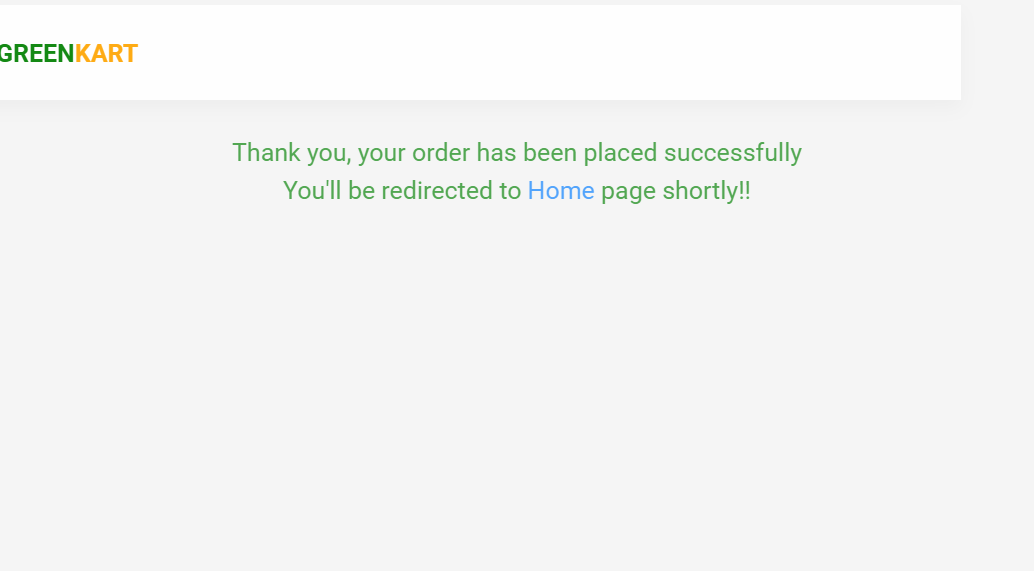 GREENKART
Thank you, your order has been placed successfully
You'll be redirected to Home page shortly!!